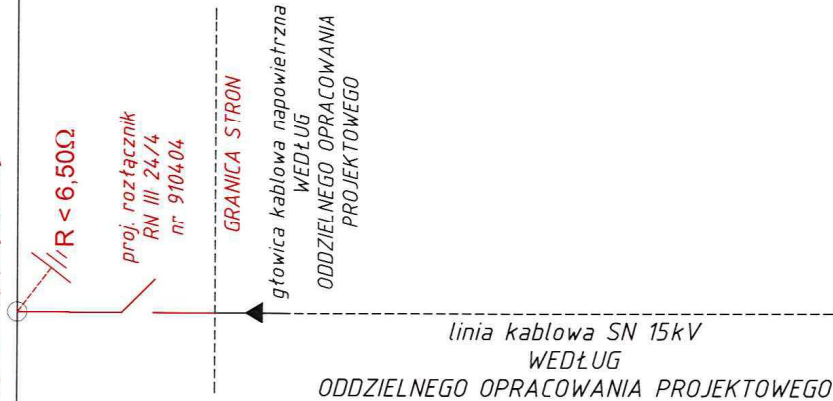 R < 6,50Ω
proj. rozłącznik
RN III 24/4
nr 910404
GRANICA STRON
głowica kablowa napowietrzna
WEDŁUG
ODDZIELNEGO OPRACOWANIA
PROJEKTOWEGO
linia kablowa SN 15kV
WEDŁUG
ODDZIELNEGO OPRACOWANIA PROJEKTOWEGO